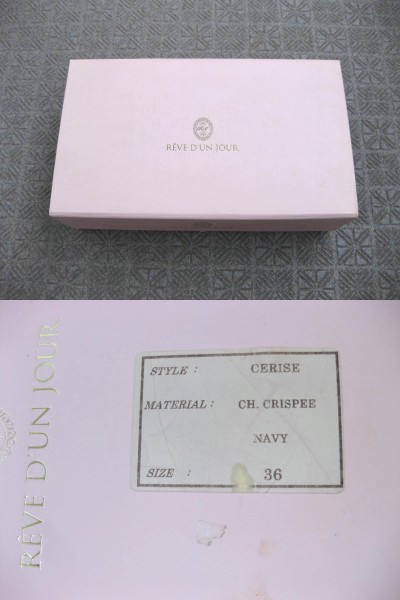 RÊVE D'UN JOUR
RÊVE D'UN JOUR
STYLE : CERISE
MATERIAL : CH. CRISPEE
NAVY
SIZE : 36